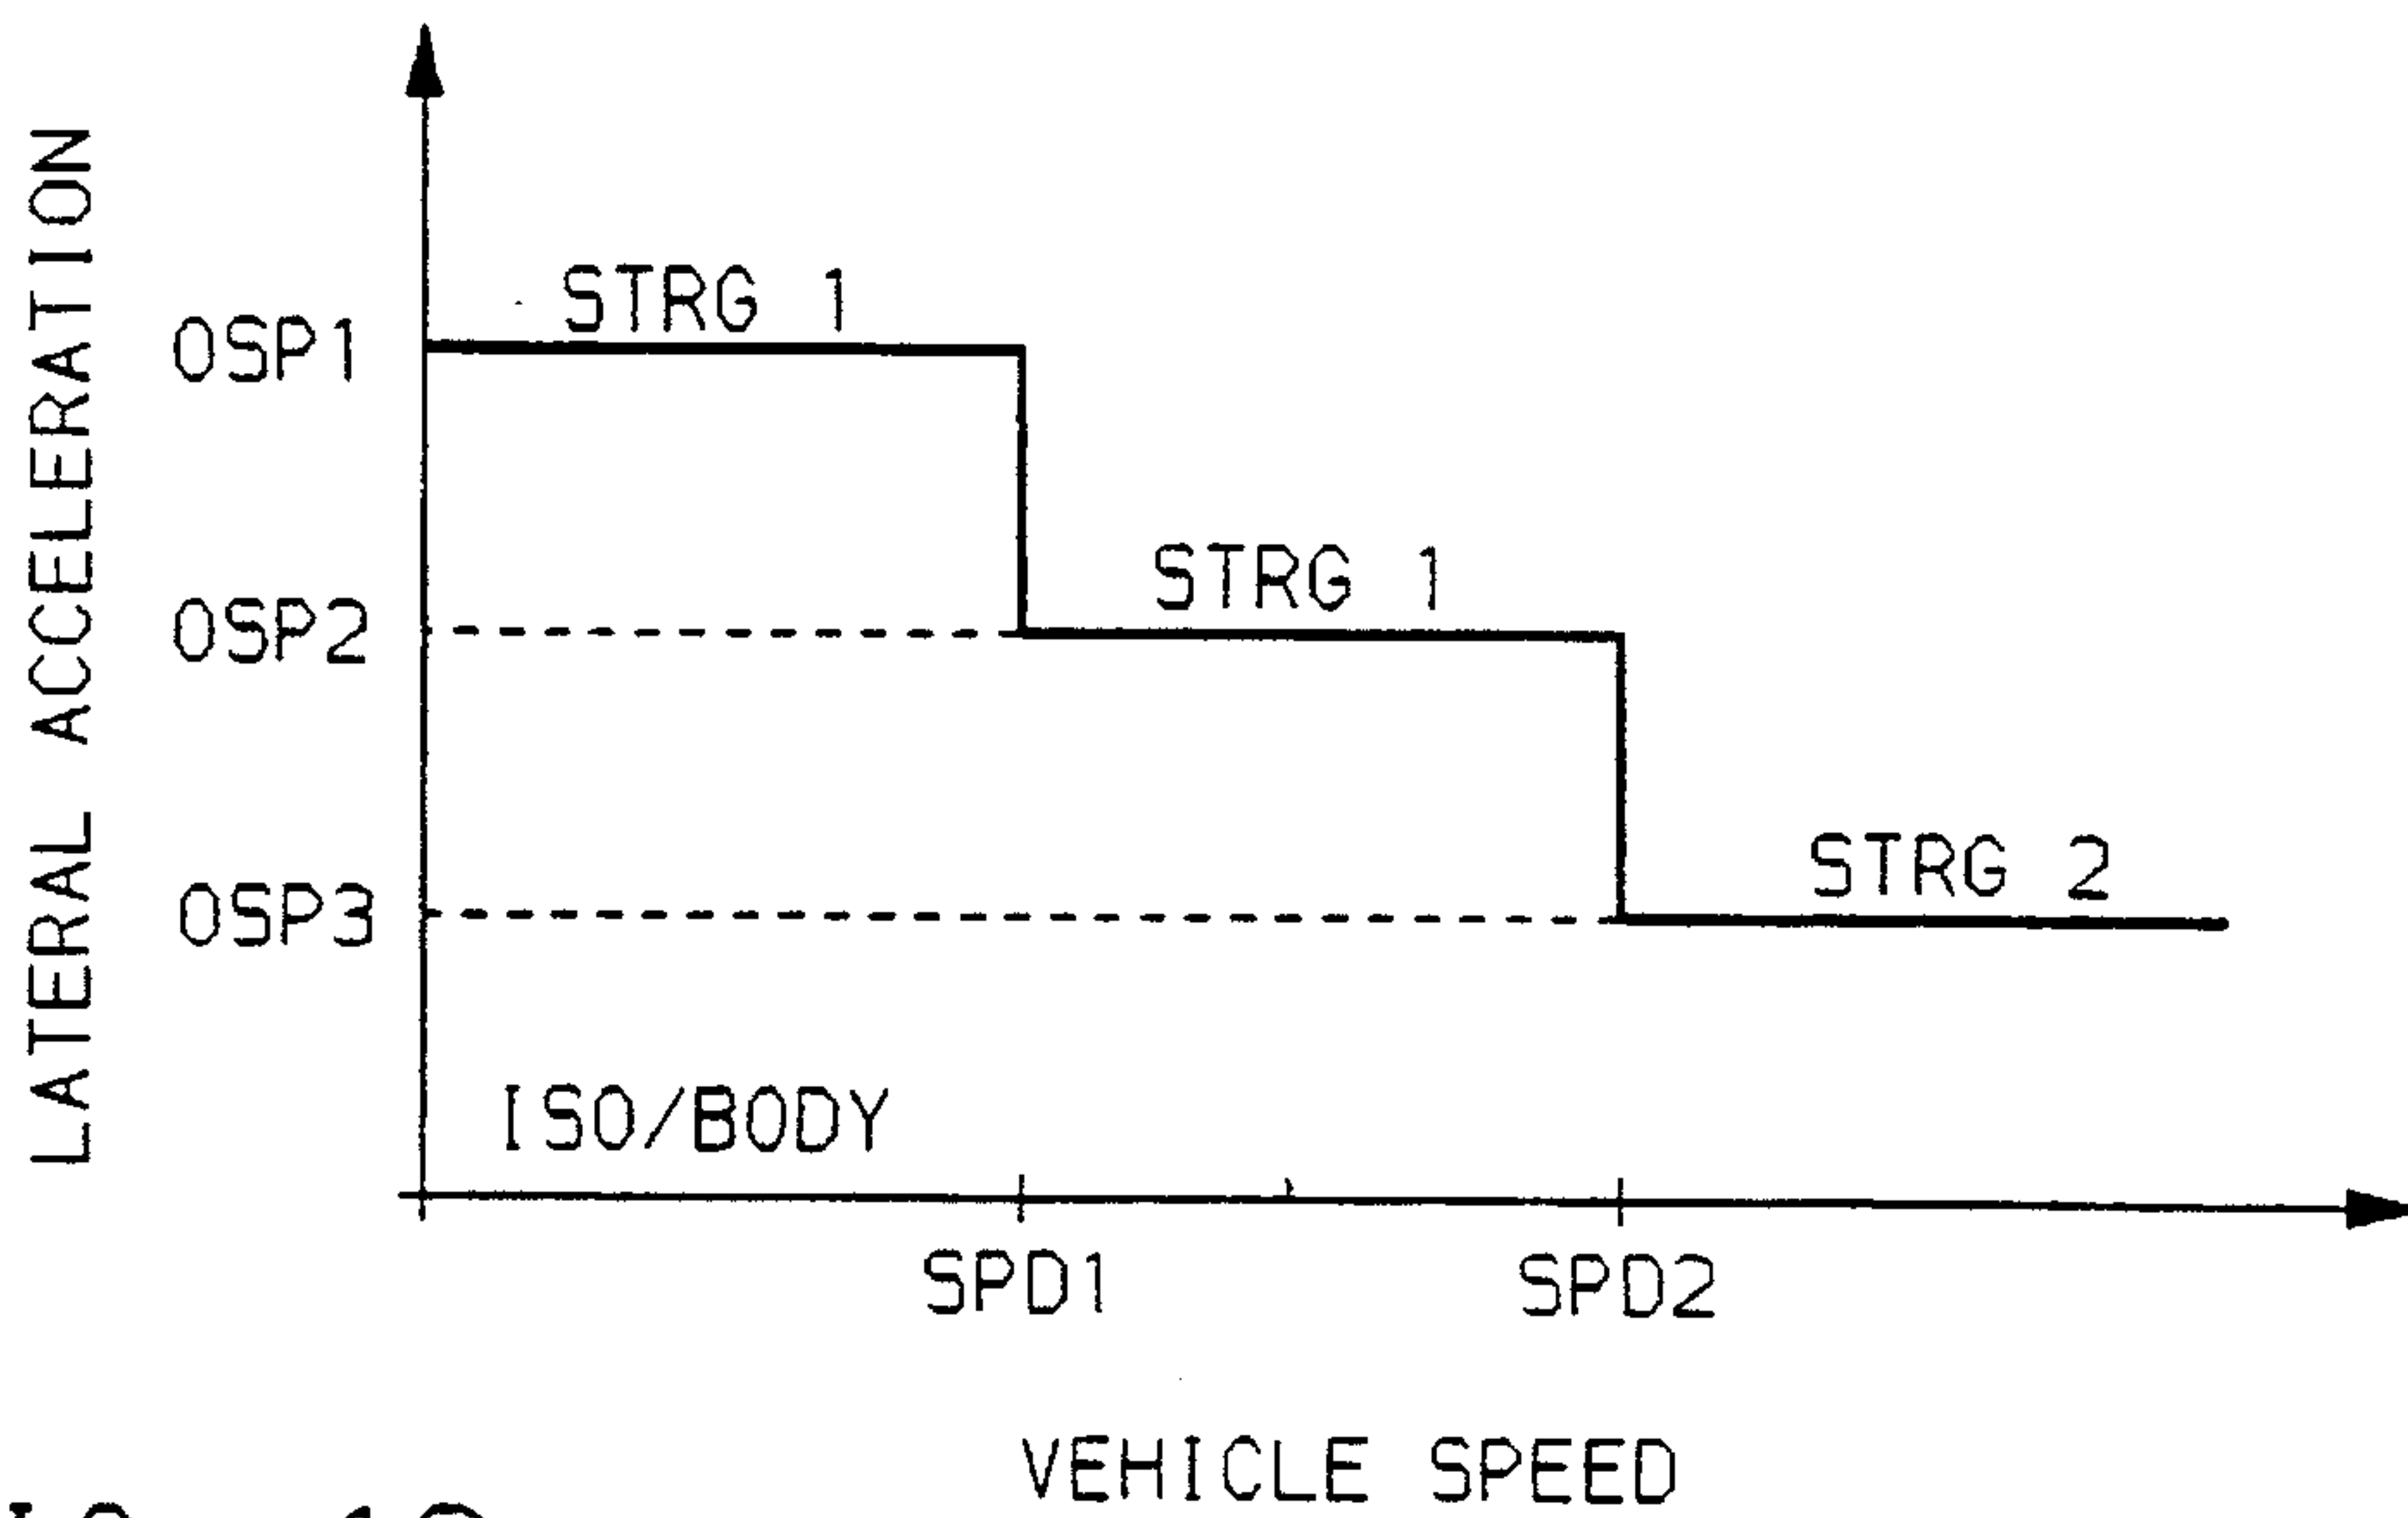 LATERAL ACCELERATION
OSP1
STRG 1
OSP2
STRG 1
OSP3
STRG 2
ISO/BODY
SPD1
SPD2
VEHICLE SPEED